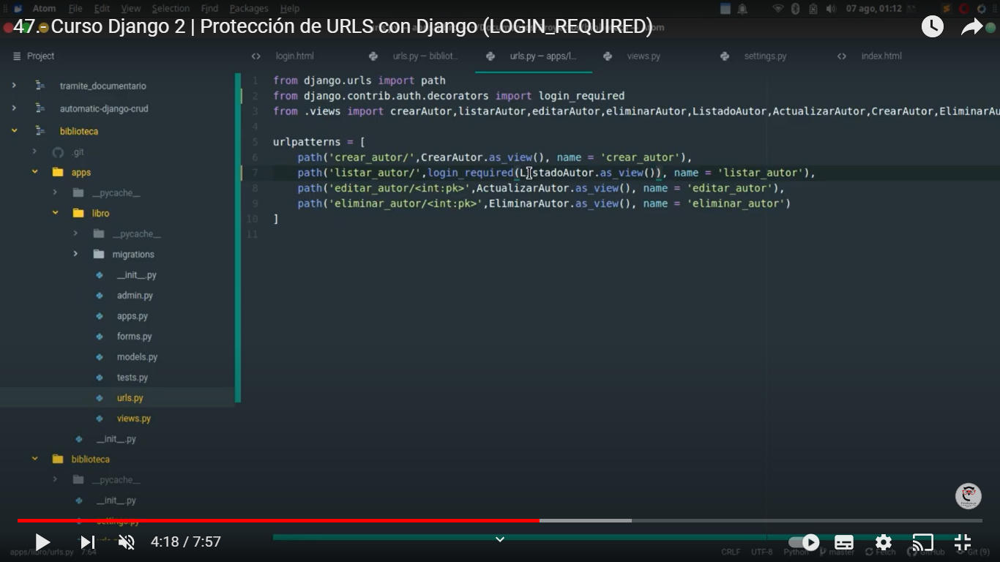 Atom File Edit View Selection Find Packages Help 07 ago, 01:12
47.- Curso Django 2 | Protección de URLS con Django (LOGIN_REQUIRED)
Project
login.html urls.py — bibliot... urls.py — apps/l... views.py settings.py index.html
tramite_documentario
automatic-django-crud
biblioteca
.git
apps
__pycache__
libro
__pycache__
migrations
__init__.py
admin.py
apps.py
forms.py
models.py
tests.py
urls.py
views.py
__init__.py
biblioteca
__pycache__
__init__.py
settings.py
1 from django.urls import path
2 from django.contrib.auth.decorators import login_required
3 from .views import crearAutor,listarAutor,editarAutor,eliminarAutor,ListadoAutor,ActualizarAutor,CrearAutor,EliminarAu
4
5 urlpatterns = [
6 path('crear_autor/',CrearAutor.as_view(), name = 'crear_autor'),
7 path('listar_autor/',login_required(ListadoAutor.as_view()), name = 'listar_autor'),
8 path('editar_autor/<int:pk>',ActualizarAutor.as_view(), name = 'editar_autor'),
9 path('eliminar_autor/<int:pk>',EliminarAutor.as_view(), name = 'eliminar_autor')
10 ]
11
4:18 / 7:57
apps/libro/urls.py 7:64 CRLF UTF-8 Python master Fetch GitHub Git (9)